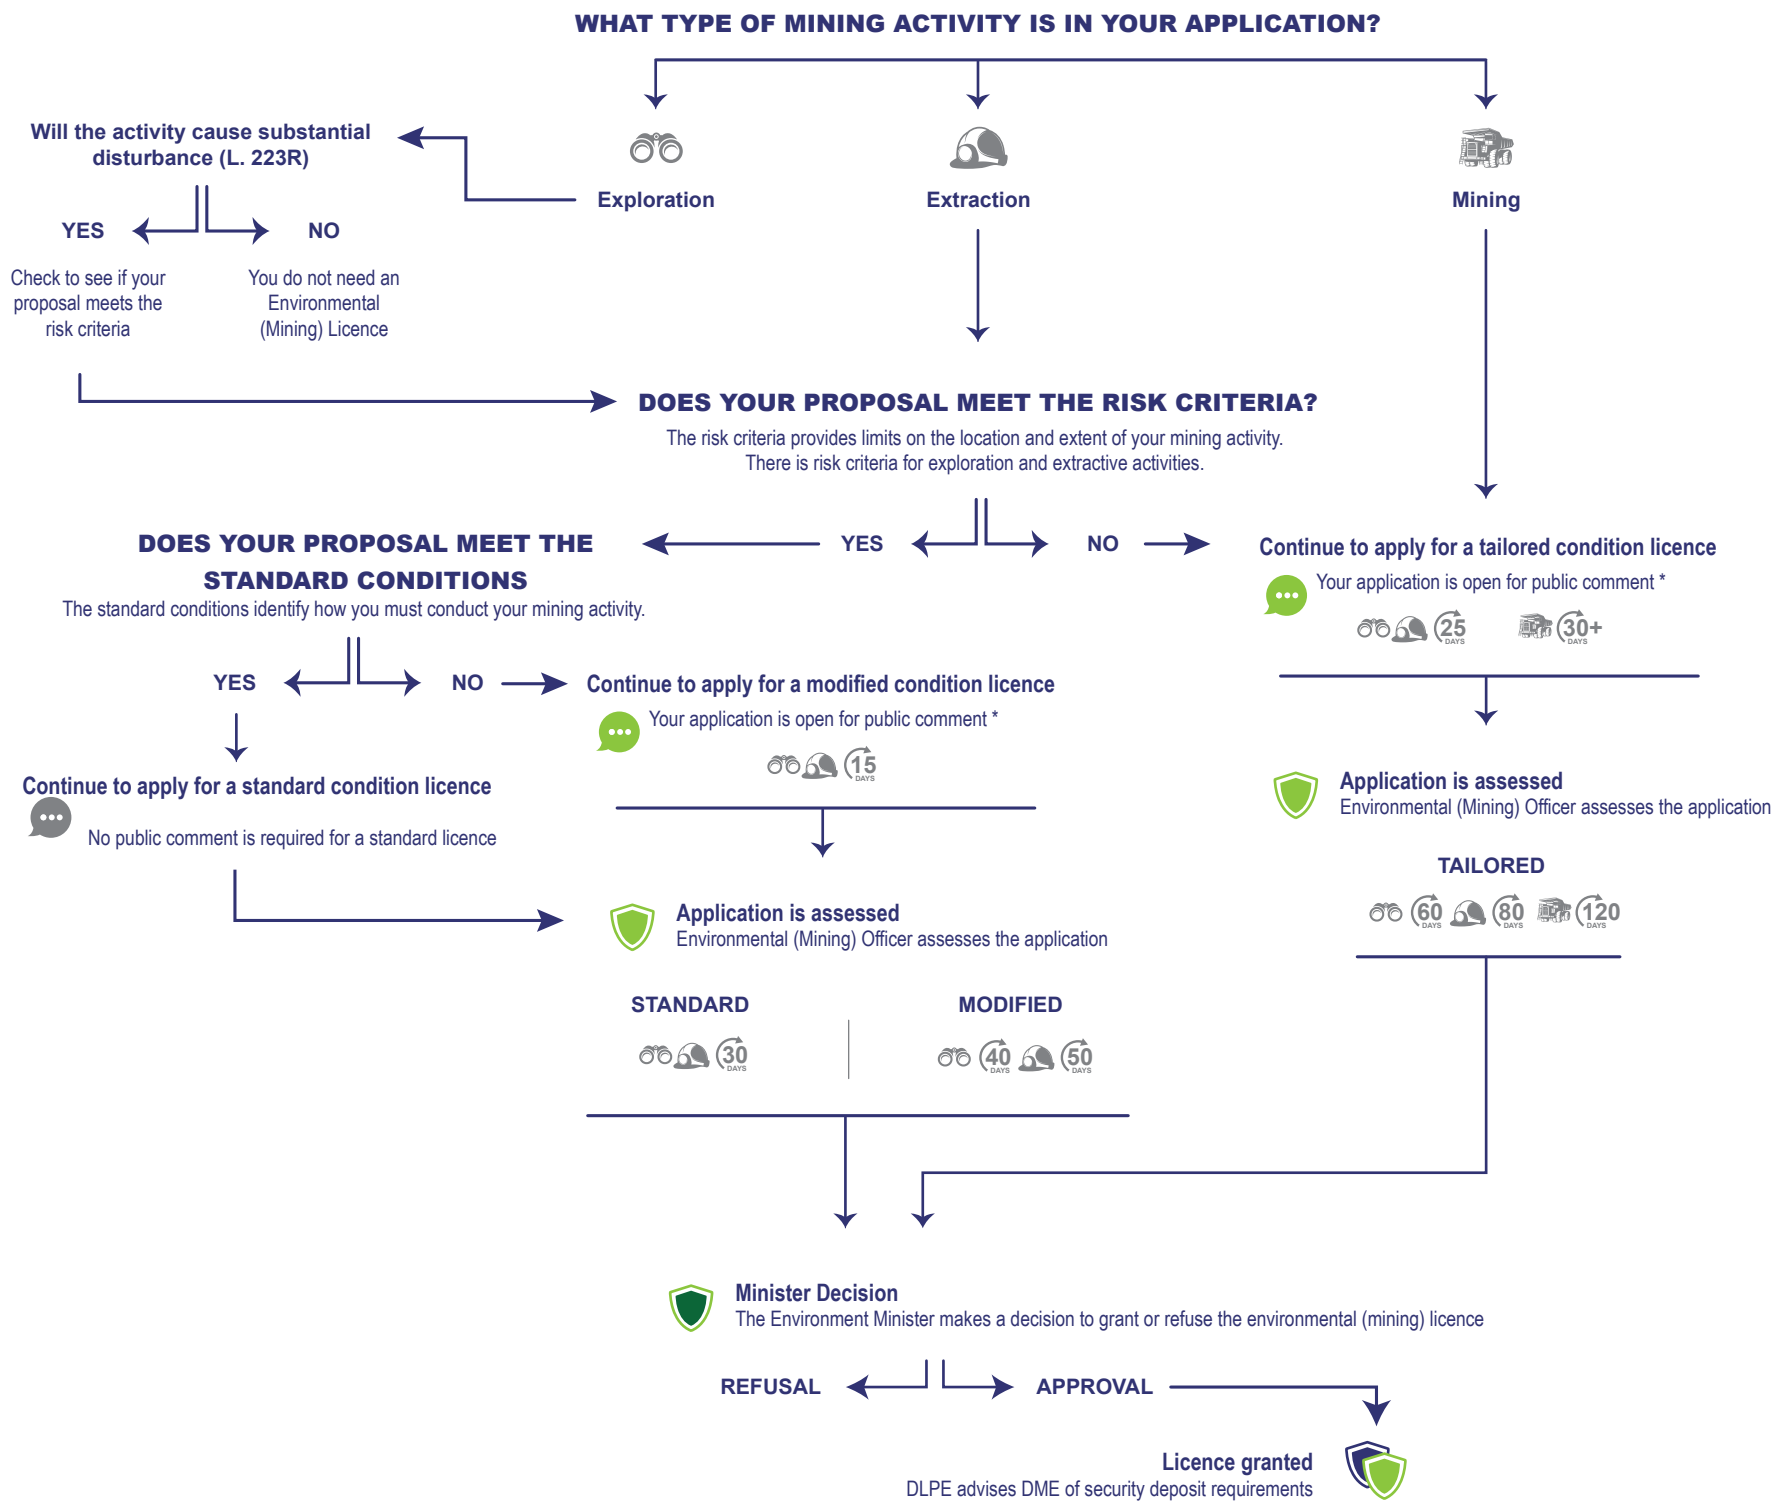 WHAT TYPE OF MINING ACTIVITY IS IN YOUR APPLICATION?
Will the activity cause substantial
disturbance (L. 223R)
Exploration
Extraction
Mining
YES
NO
Check to see if your
proposal meets the
risk criteria
You do not need an
Environmental
(Mining) Licence
DOES YOUR PROPOSAL MEET THE RISK CRITERIA?
The risk criteria provides limits on the location and extent of your mining activity.
There is risk criteria for exploration and extractive activities.
YES
NO
DOES YOUR PROPOSAL MEET THE
STANDARD CONDITIONS
The standard conditions identify how you must conduct your mining activity.
Continue to apply for a tailored condition licence
Your application is open for public comment *
25
DAYS
30+
DAYS
YES
NO
Continue to apply for a modified condition licence
Your application is open for public comment *
15
DAYS
Continue to apply for a standard condition licence
No public comment is required for a standard licence
Application is assessed
Environmental (Mining) Officer assesses the application
TAILORED
60
DAYS
80
DAYS
120
DAYS
Application is assessed
Environmental (Mining) Officer assesses the application
STANDARD
30
DAYS
MODIFIED
40
DAYS
50
DAYS
Minister Decision
The Environment Minister makes a decision to grant or refuse the environmental (mining) licence
REFUSAL
APPROVAL
Licence granted
DLPE advises DME of security deposit requirements